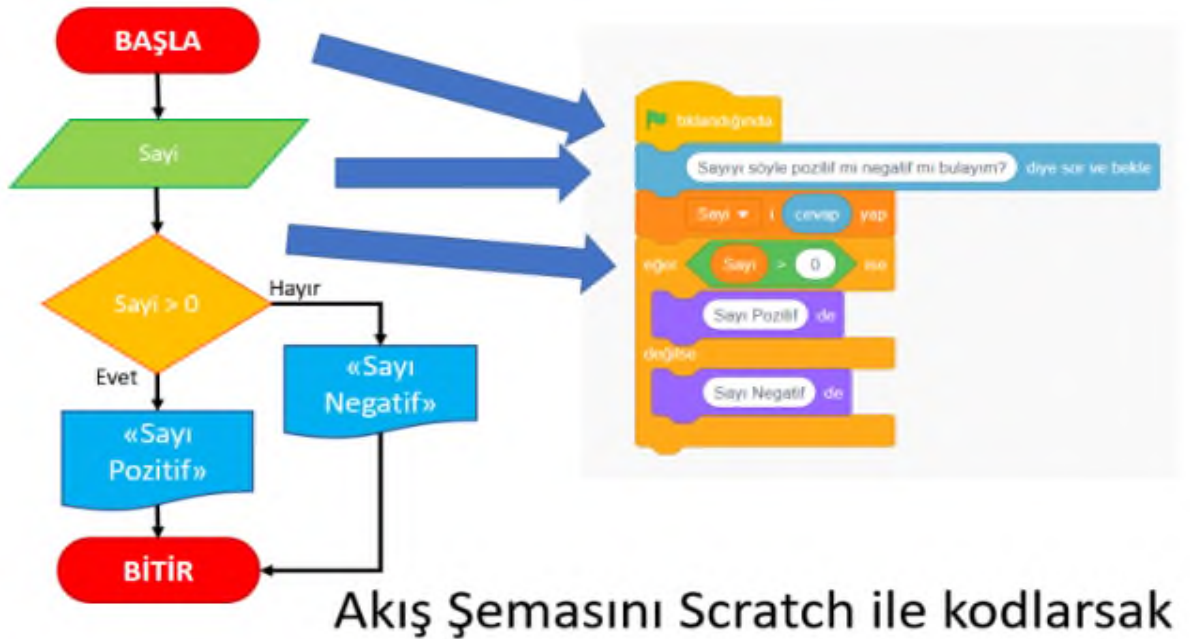 BAŞLA
Sayi
Sayi > 0
Hayır
Evet
«Sayı
Negatif»
«Sayı
Pozitif»
BİTİR
tıklandığında
Sayıyı söyle pozitif mi negatif mi bulayım? diye sor ve bekle
Sayi i cevap yap
eğer Sayi > 0 ise
Sayı Pozitif de
değilse
Sayı Negatif de
Akış Şemasını Scratch ile kodlarsak